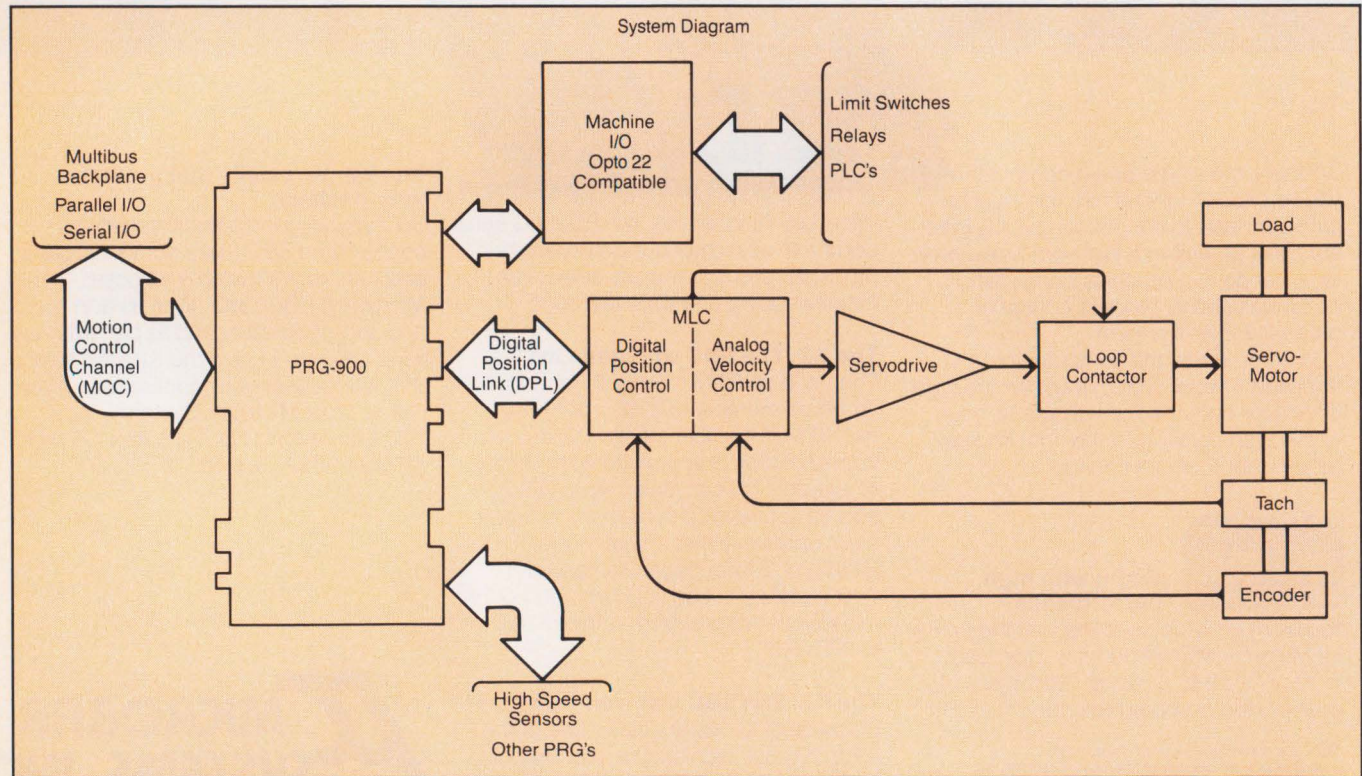 System Diagram
Multibus
Backplane
Parallel I/O
Serial I/O
Motion
Control
Channel
(MCC)
PRG-900
Machine
I/O
Opto 22
Compatible
Limit Switches
Relays
PLC's
Digital
Position
Link (DPL)
MLC
Digital
Position
Control
Analog
Velocity
Control
Servodrive
Loop
Contactor
Load
Servo-
Motor
Tach
Encoder
High Speed
Sensors
Other PRG's